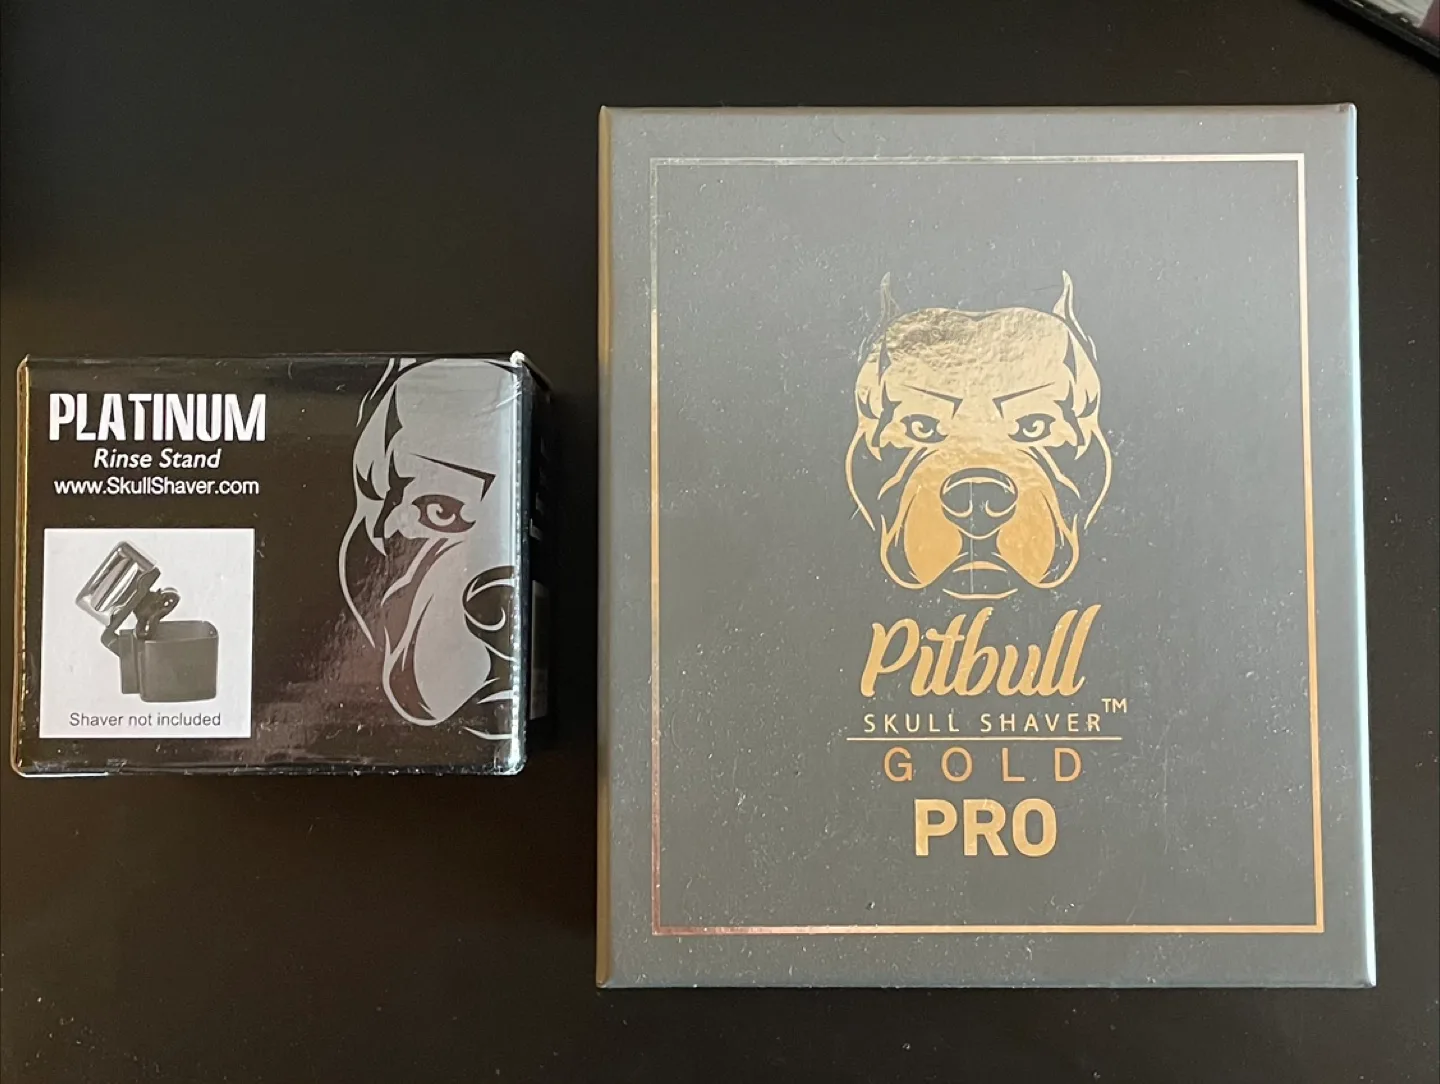 PLATINUM
Rinse Stand
www.SkullShaver.com
Shaver not included
Pitbull
SKULL SHAVER™
GOLD
PRO